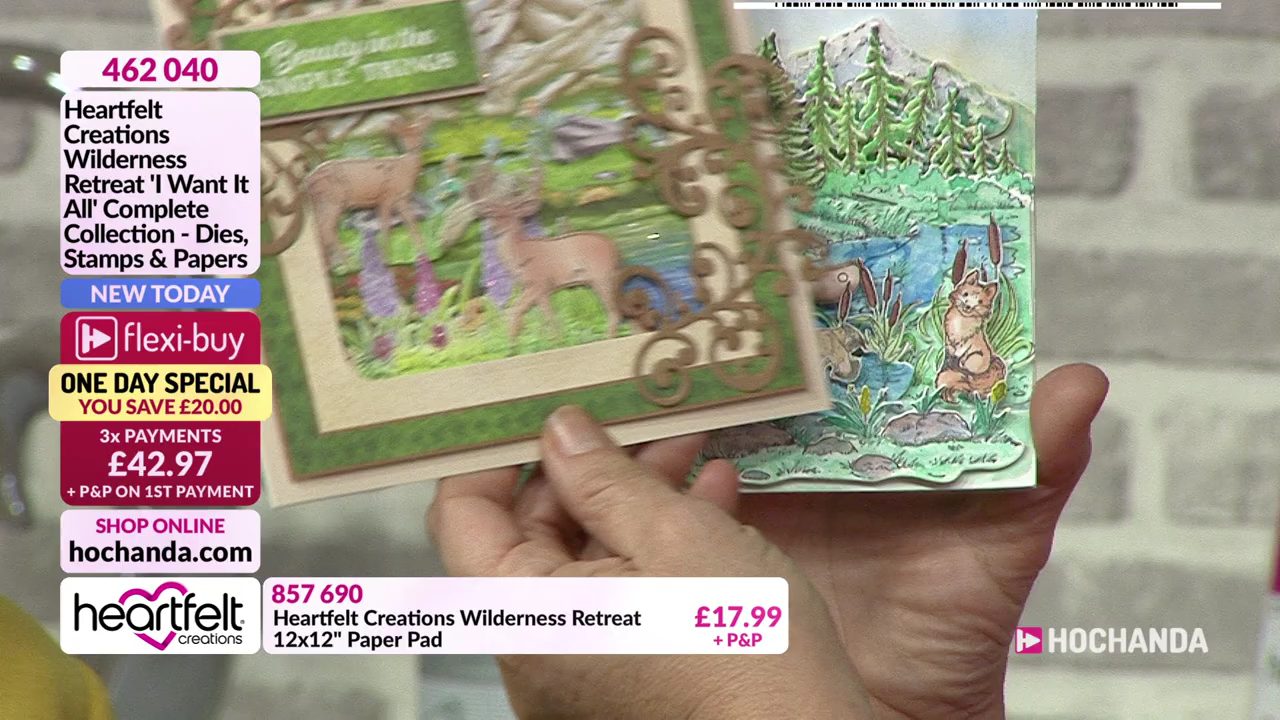 462 040
Heartfelt
Creations
Wilderness
Retreat 'I Want It
All' Complete
Collection - Dies,
Stamps & Papers
NEW TODAY
flexi-buy
ONE DAY SPECIAL
YOU SAVE £20.00
3x PAYMENTS
£42.97
+ P&P ON 1ST PAYMENT
SHOP ONLINE
hochanda.com
heartfelt
creations
857 690
Heartfelt Creations Wilderness Retreat
12x12" Paper Pad
£17.99
+ P&P
HOCHANDA
Beauty in the
SIMPLE THINGS